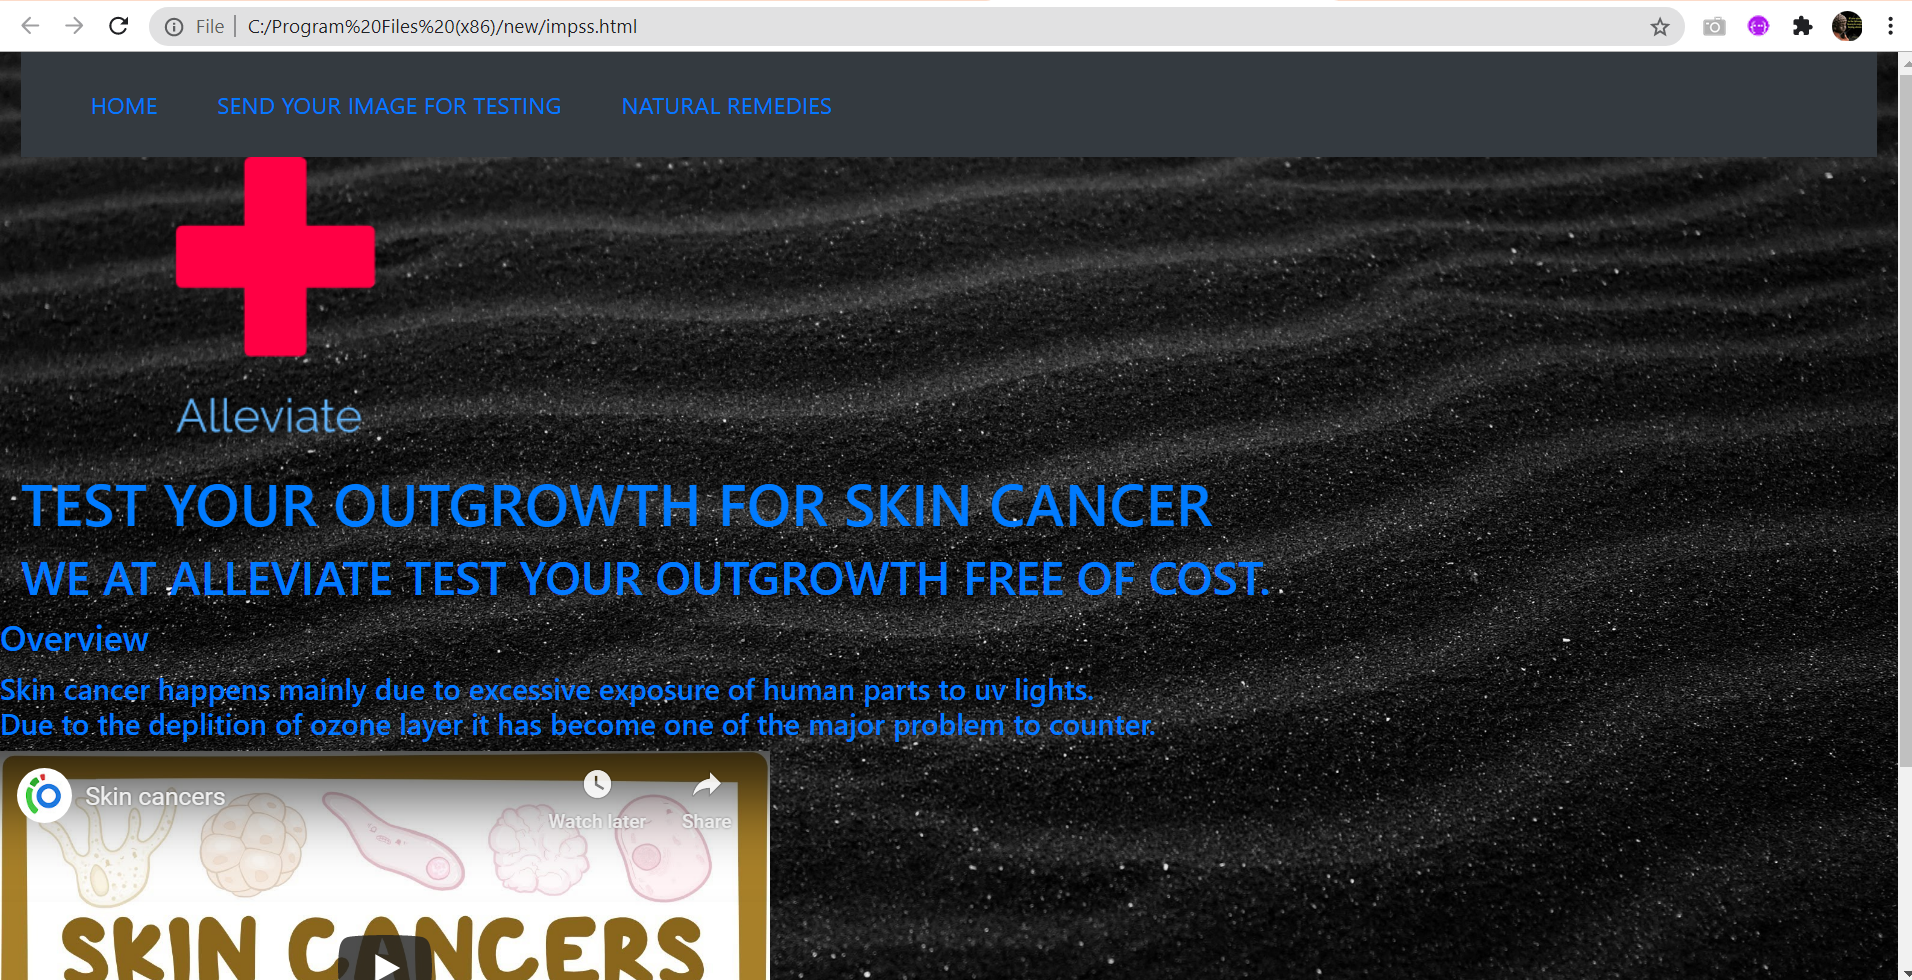 File | C:/Program%20Files%20(x86)/new/impss.html
HOME SEND YOUR IMAGE FOR TESTING NATURAL REMEDIES
Alleviate
TEST YOUR OUTGROWTH FOR SKIN CANCER
WE AT ALLEVIATE TEST YOUR OUTGROWTH FREE OF COST.
Overview
Skin cancer happens mainly due to excessive exposure of human parts to uv lights.
Due to the deplition of ozone layer it has become one of the major problem to counter.
Skin cancers
Watch later Share
SKIN CANCERS